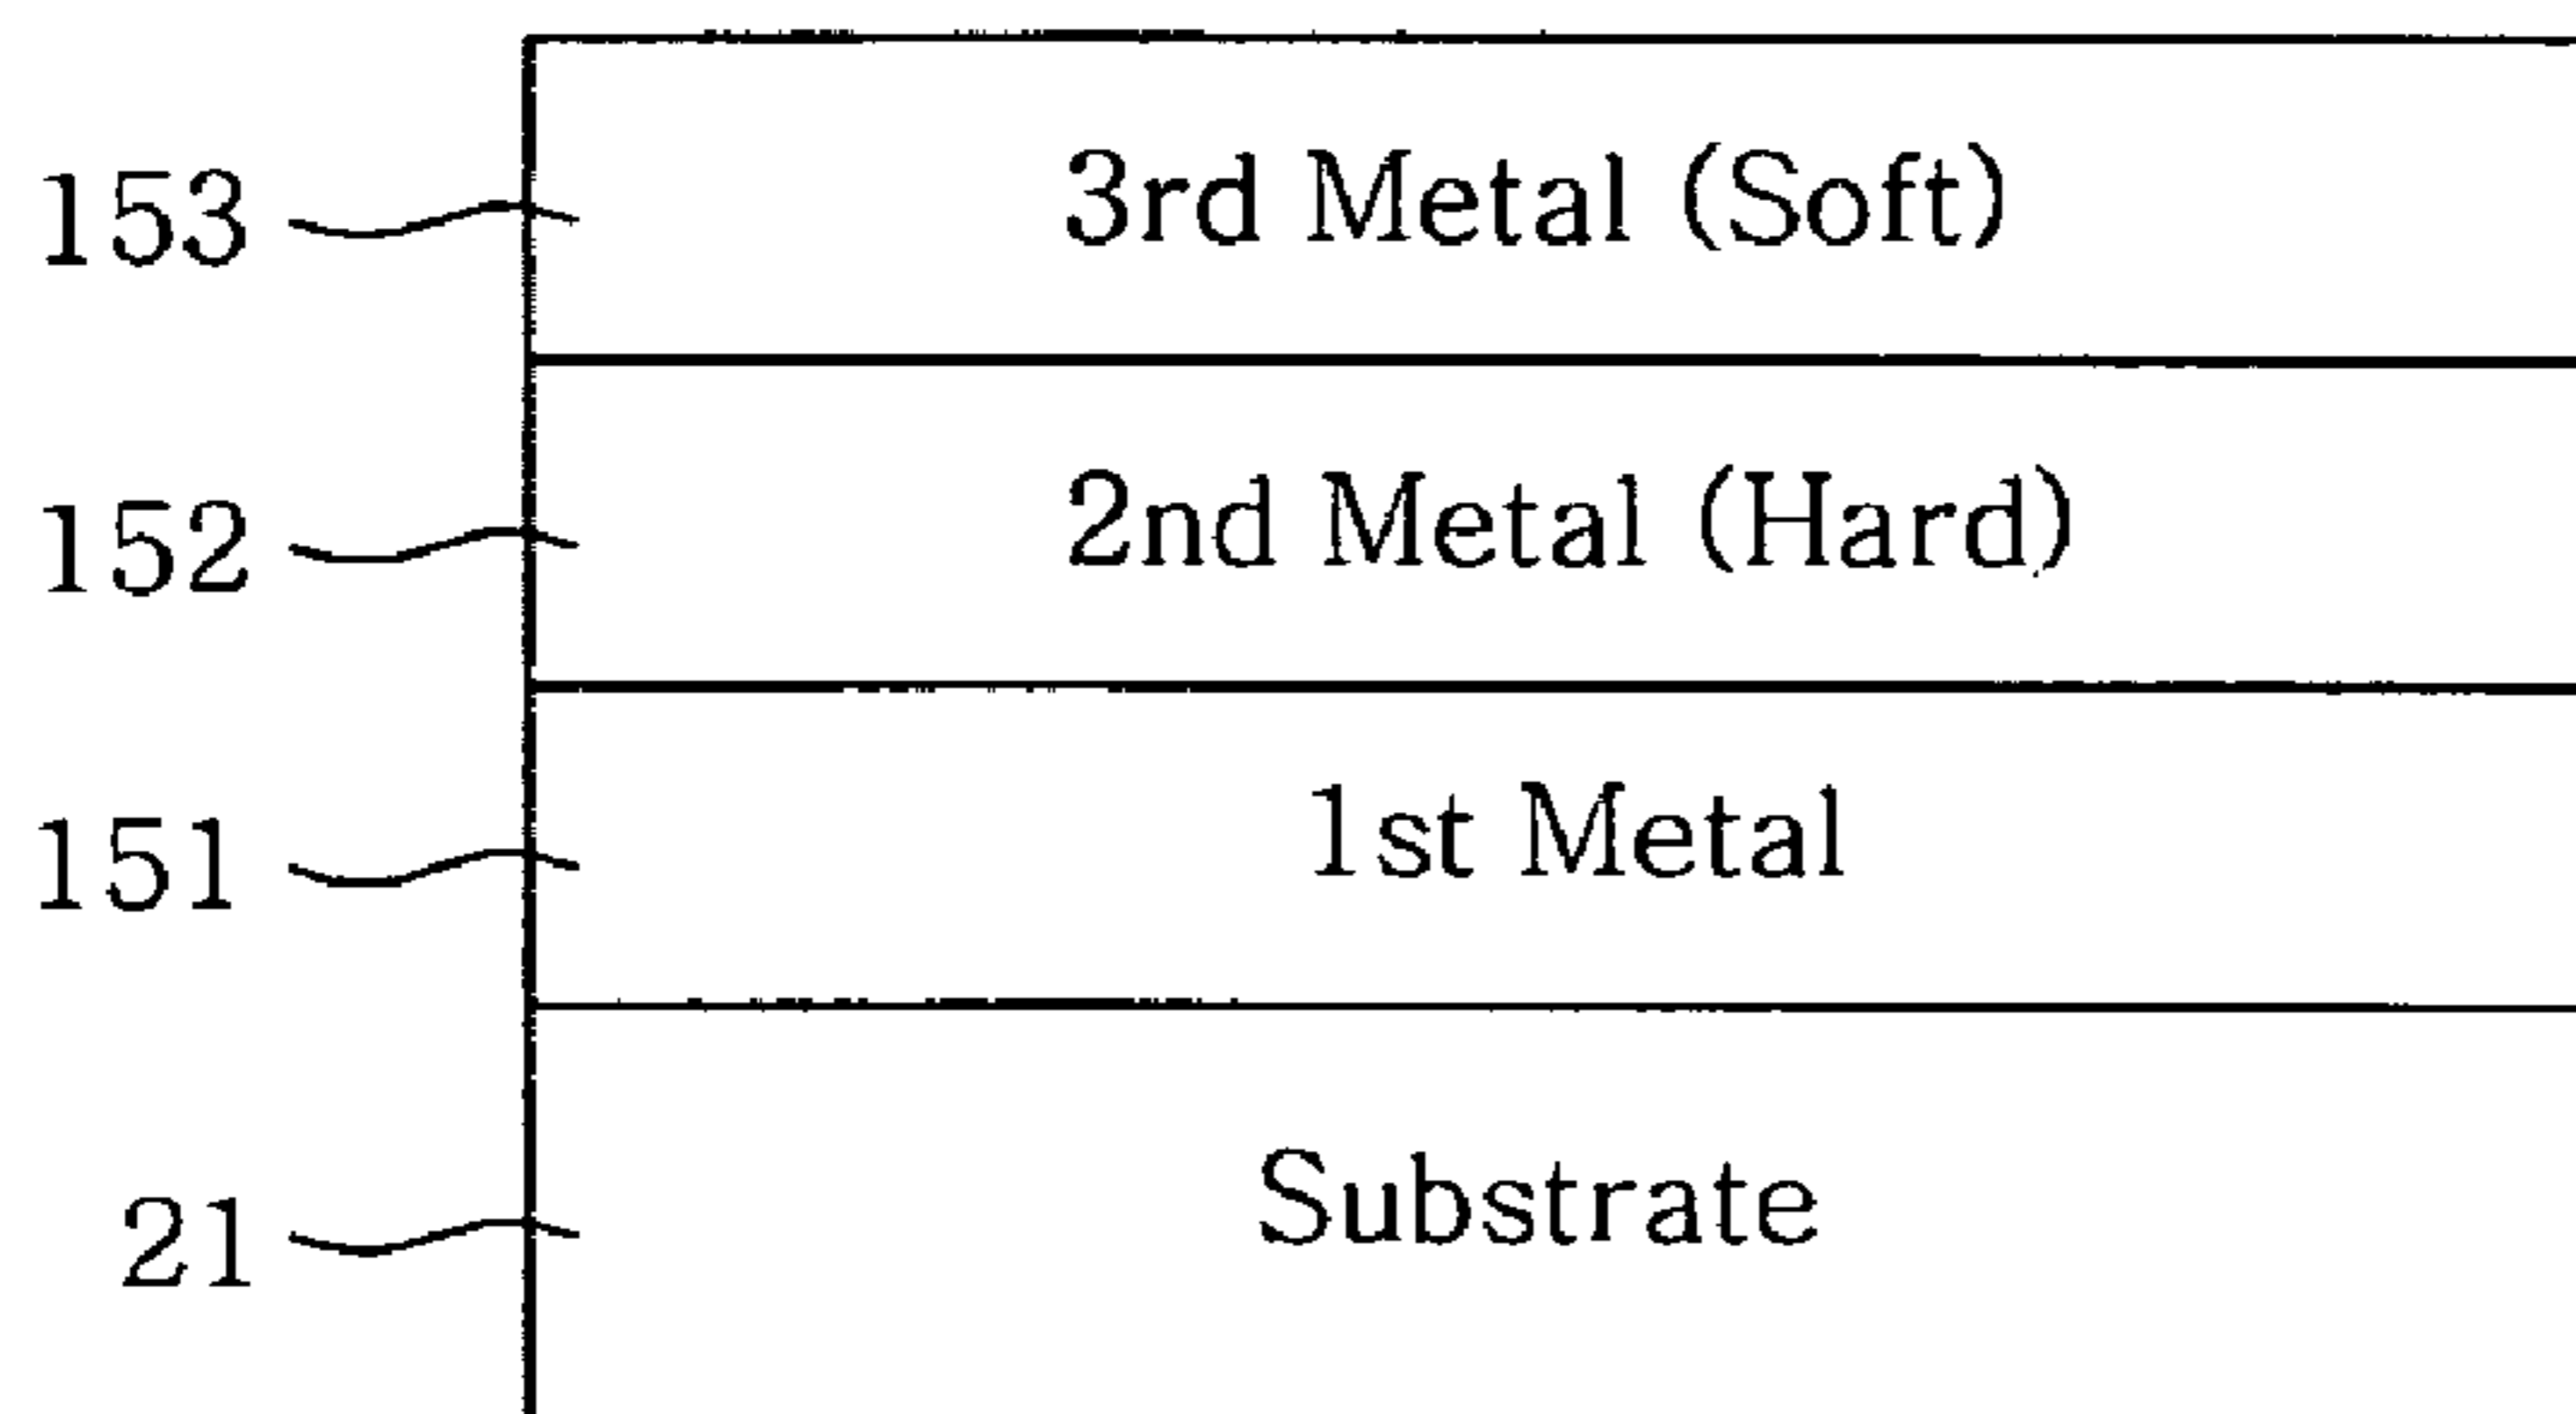 153 3rd Metal (Soft)
152 2nd Metal (Hard)
151 1st Metal
21 Substrate